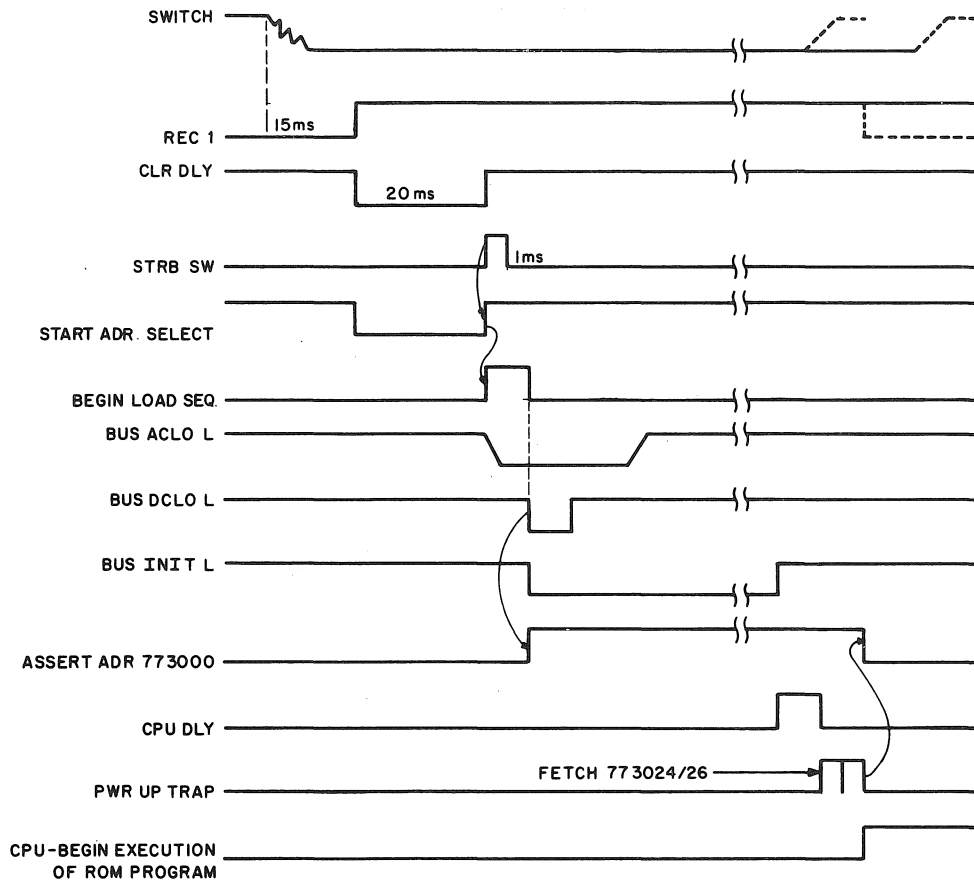 SWITCH
15ms
REC 1
CLR DLY
20ms
STRB SW
1ms
START ADR. SELECT
BEGIN LOAD SEQ.
BUS ACLO L
BUS DCLO L
BUS INIT L
ASSERT ADR 773000
CPU DLY
FETCH 773024/26
PWR UP TRAP
CPU-BEGIN EXECUTION
OF ROM PROGRAM